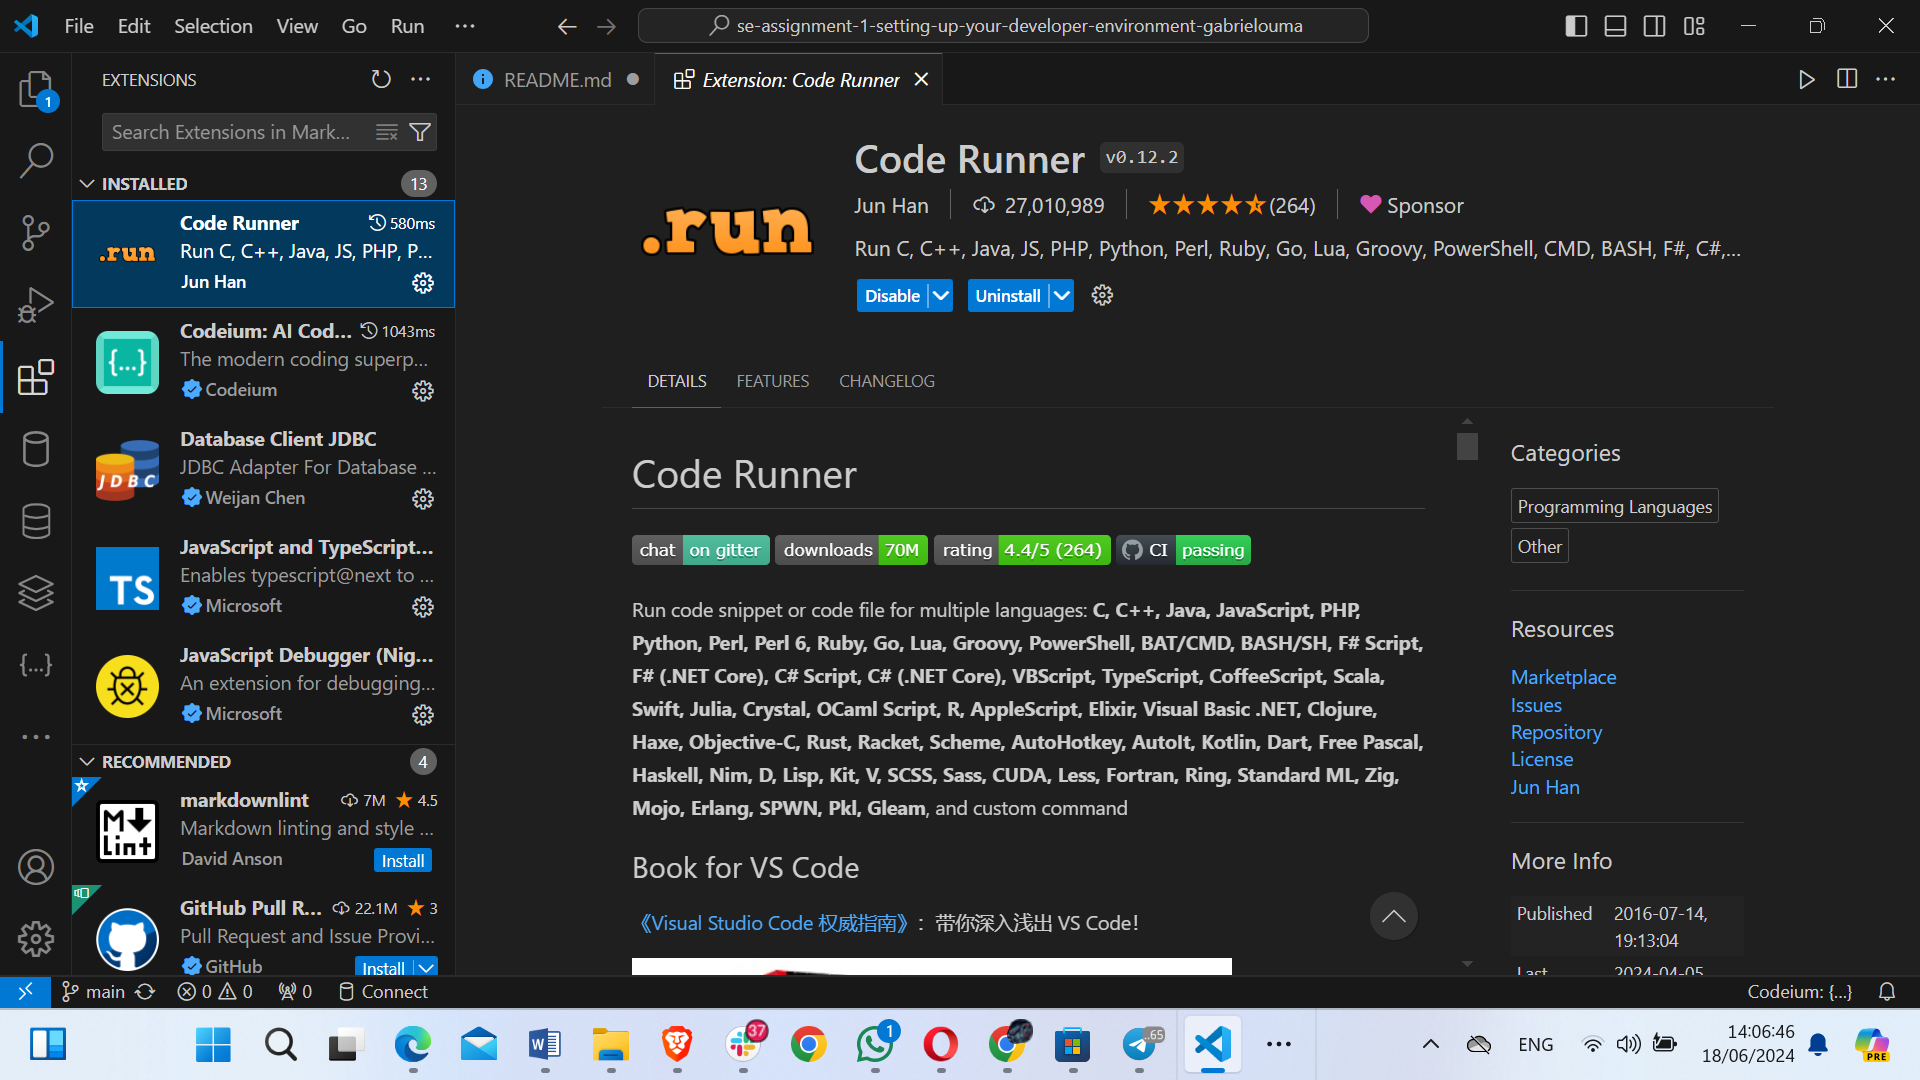 File Edit Selection View Go Run
se-assignment-1-setting-up-your-developer-environment-gabrielouma
EXTENSIONS
README.md
Extension: Code Runner
1
Search Extensions in Mark...
INSTALLED 13
Code Runner 580ms
.run
Run C, C++, Java, JS, PHP, P...
Jun Han
Codeium: AI Cod... 1043ms
{...}
The modern coding superp...
Codeium
Database Client JDBC
JDBC
JDBC Adapter For Database ...
Weijan Chen
JavaScript and TypeScript...
TS
Enables typescript@next to ...
Microsoft
JavaScript Debugger (Nig...
An extension for debugging...
Microsoft
{...}
RECOMMENDED 4
markdownlint 7M 4.5
M Lint
Markdown linting and style ...
David Anson Install
GitHub Pull R... 22.1M 3
Pull Request and Issue Provi...
GitHub Install
.run
Code Runner v0.12.2
Jun Han 27,010,989 (264) Sponsor
Run C, C++, Java, JS, PHP, Python, Perl, Ruby, Go, Lua, Groovy, PowerShell, CMD, BASH, F#, C#,...
Disable Uninstall
DETAILS FEATURES CHANGELOG
Code Runner
chat on gitter downloads 70M rating 4.4/5 (264) CI passing
Run code snippet or code file for multiple languages: C, C++, Java, JavaScript, PHP,
Python, Perl, Perl 6, Ruby, Go, Lua, Groovy, PowerShell, BAT/CMD, BASH/SH, F# Script,
F# (.NET Core), C# Script, C# (.NET Core), VBScript, TypeScript, CoffeeScript, Scala,
Swift, Julia, Crystal, OCaml Script, R, AppleScript, Elixir, Visual Basic .NET, Clojure,
Haxe, Objective-C, Rust, Racket, Scheme, AutoHotkey, AutoIt, Kotlin, Dart, Free Pascal,
Haskell, Nim, D, Lisp, Kit, V, SCSS, Sass, CUDA, Less, Fortran, Ring, Standard ML, Zig,
Mojo, Erlang, SPWN, Pkl, Gleam, and custom command
Book for VS Code
《Visual Studio Code 权威指南》：带你深入浅出 VS Code!
Categories
Programming Languages
Other
Resources
Marketplace
Issues
Repository
License
Jun Han
More Info
Published 2016-07-14,
19:13:04
Last 2024-04-05
main 0 0 0 Connect
Codeium: {...}
37
1
.65
ENG
14:06:46
18/06/2024
PRE